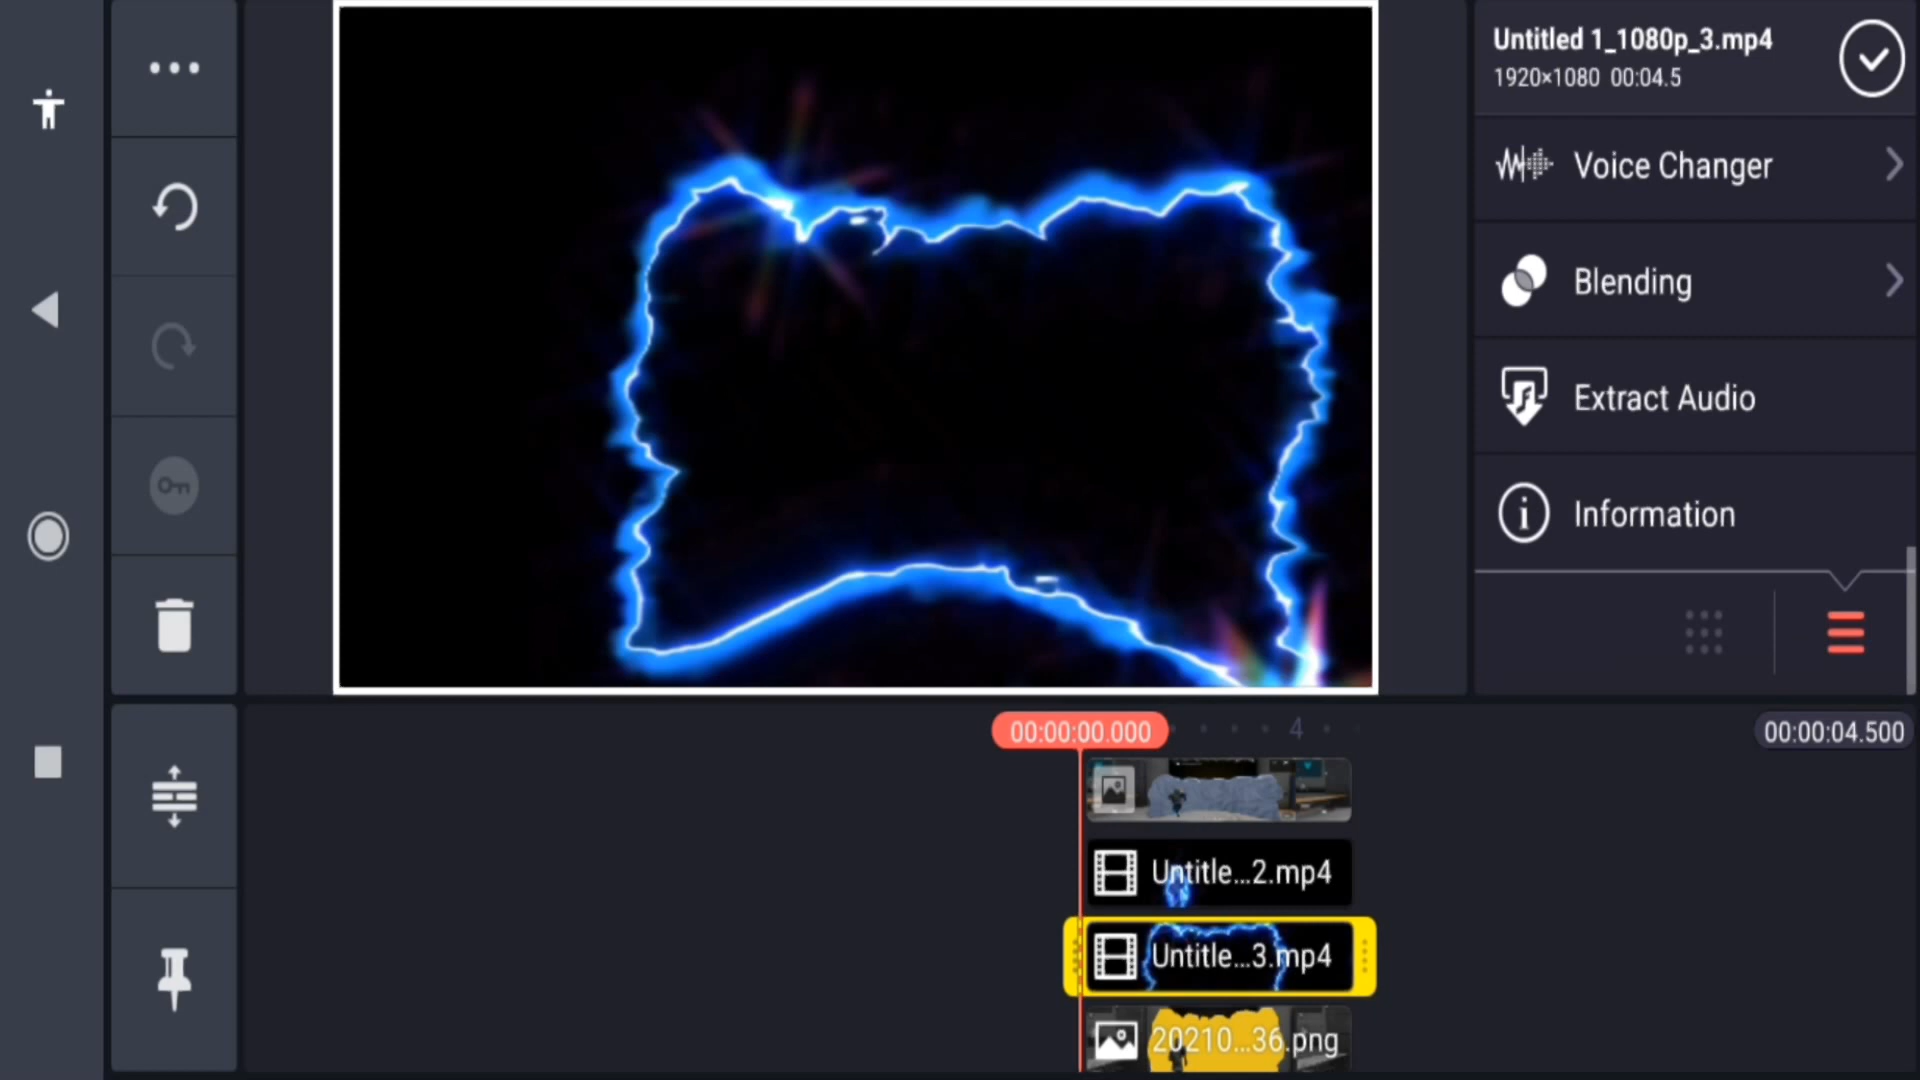 Untitled 1_1080p_3.mp4
1920×1080 00:04.5
Voice Changer
Blending
Extract Audio
Information
00:00:00.000
4
00:00:04.500
Untitle...2.mp4
Untitle...3.mp4
20210...36.png